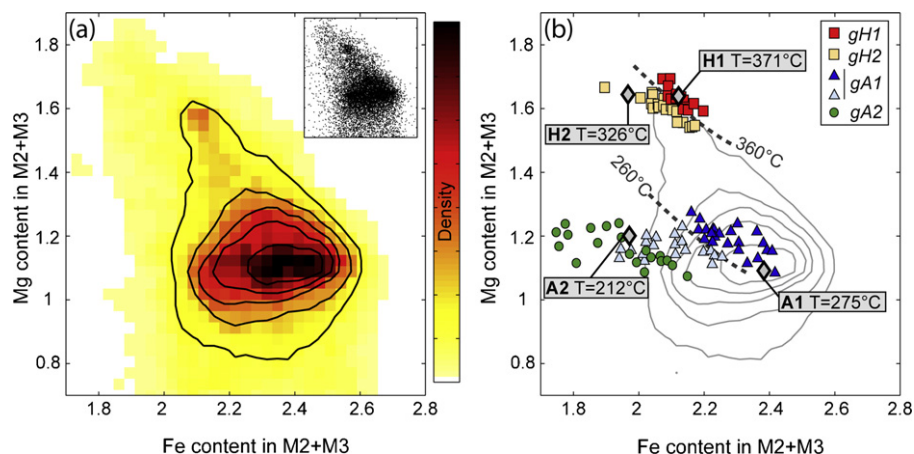 (a)
Mg content in M2+M3
1.8
1.6
1.4
1.2
1.0
0.8
1.8
2.0
2.2
2.4
2.6
2.8
Fe content in M2+M3
Density
(b)
Mg content in M2+M3
1.8
1.6
1.4
1.2
1.0
0.8
1.8
2.0
2.2
2.4
2.6
2.8
Fe content in M2+M3
H1 T=371°C
H2 T=326°C
360°C
260°C
A2 T=212°C
A1 T=275°C
gH1
gH2
gA1
gA2